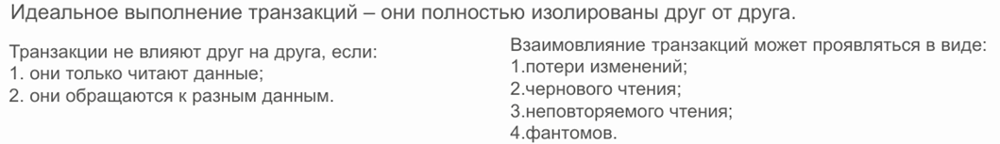 Идеальное выполнение транзакций – они полностью изолированы друг от друга.
Транзакции не влияют друг на друга, если:
1. они только читают данные;
2. они обращаются к разным данным.
Взаимовлияние транзакций может проявляться в виде:
1.потери изменений;
2.чернового чтения;
3.неповторяемого чтения;
4.фантомов.